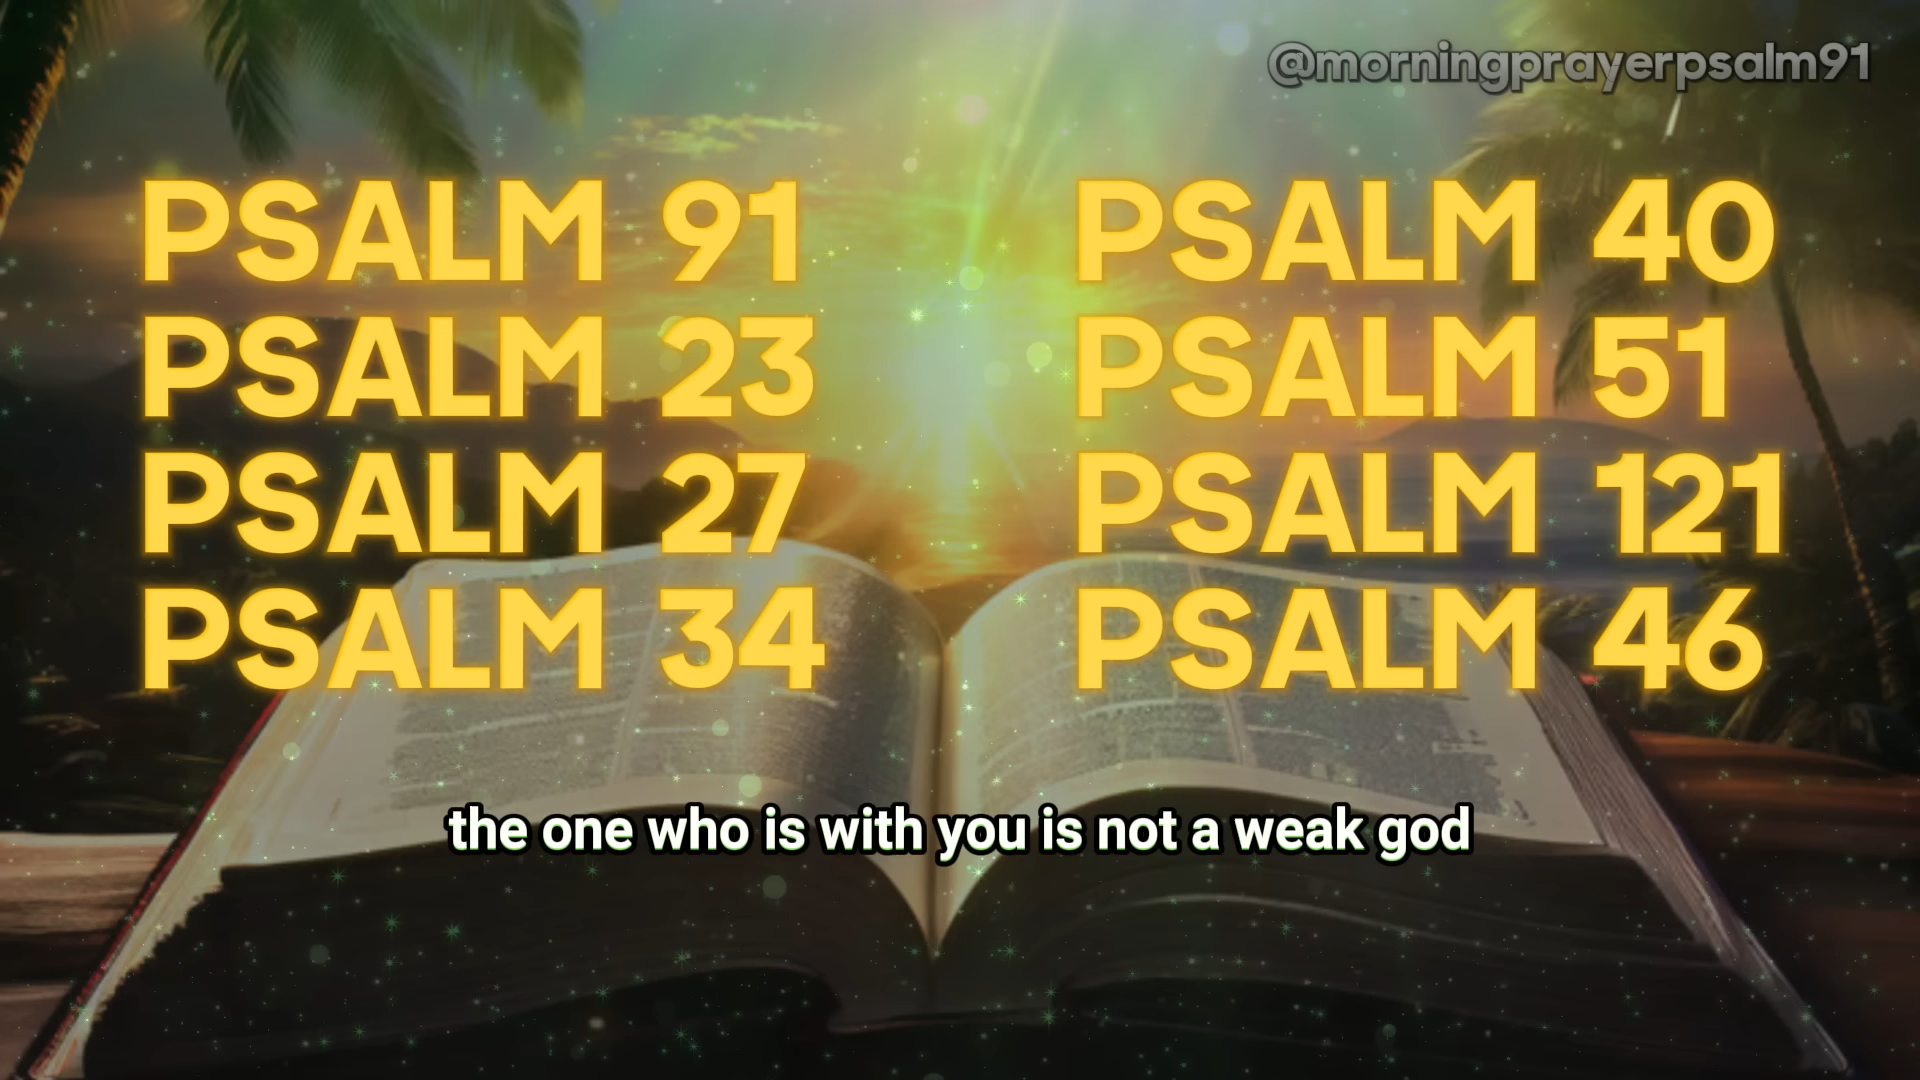 @morningprayerpsalm91
PSALM 91
PSALM 23
PSALM 27
PSALM 34
PSALM 40
PSALM 51
PSALM 121
PSALM 46
the one who is with you is not a weak god